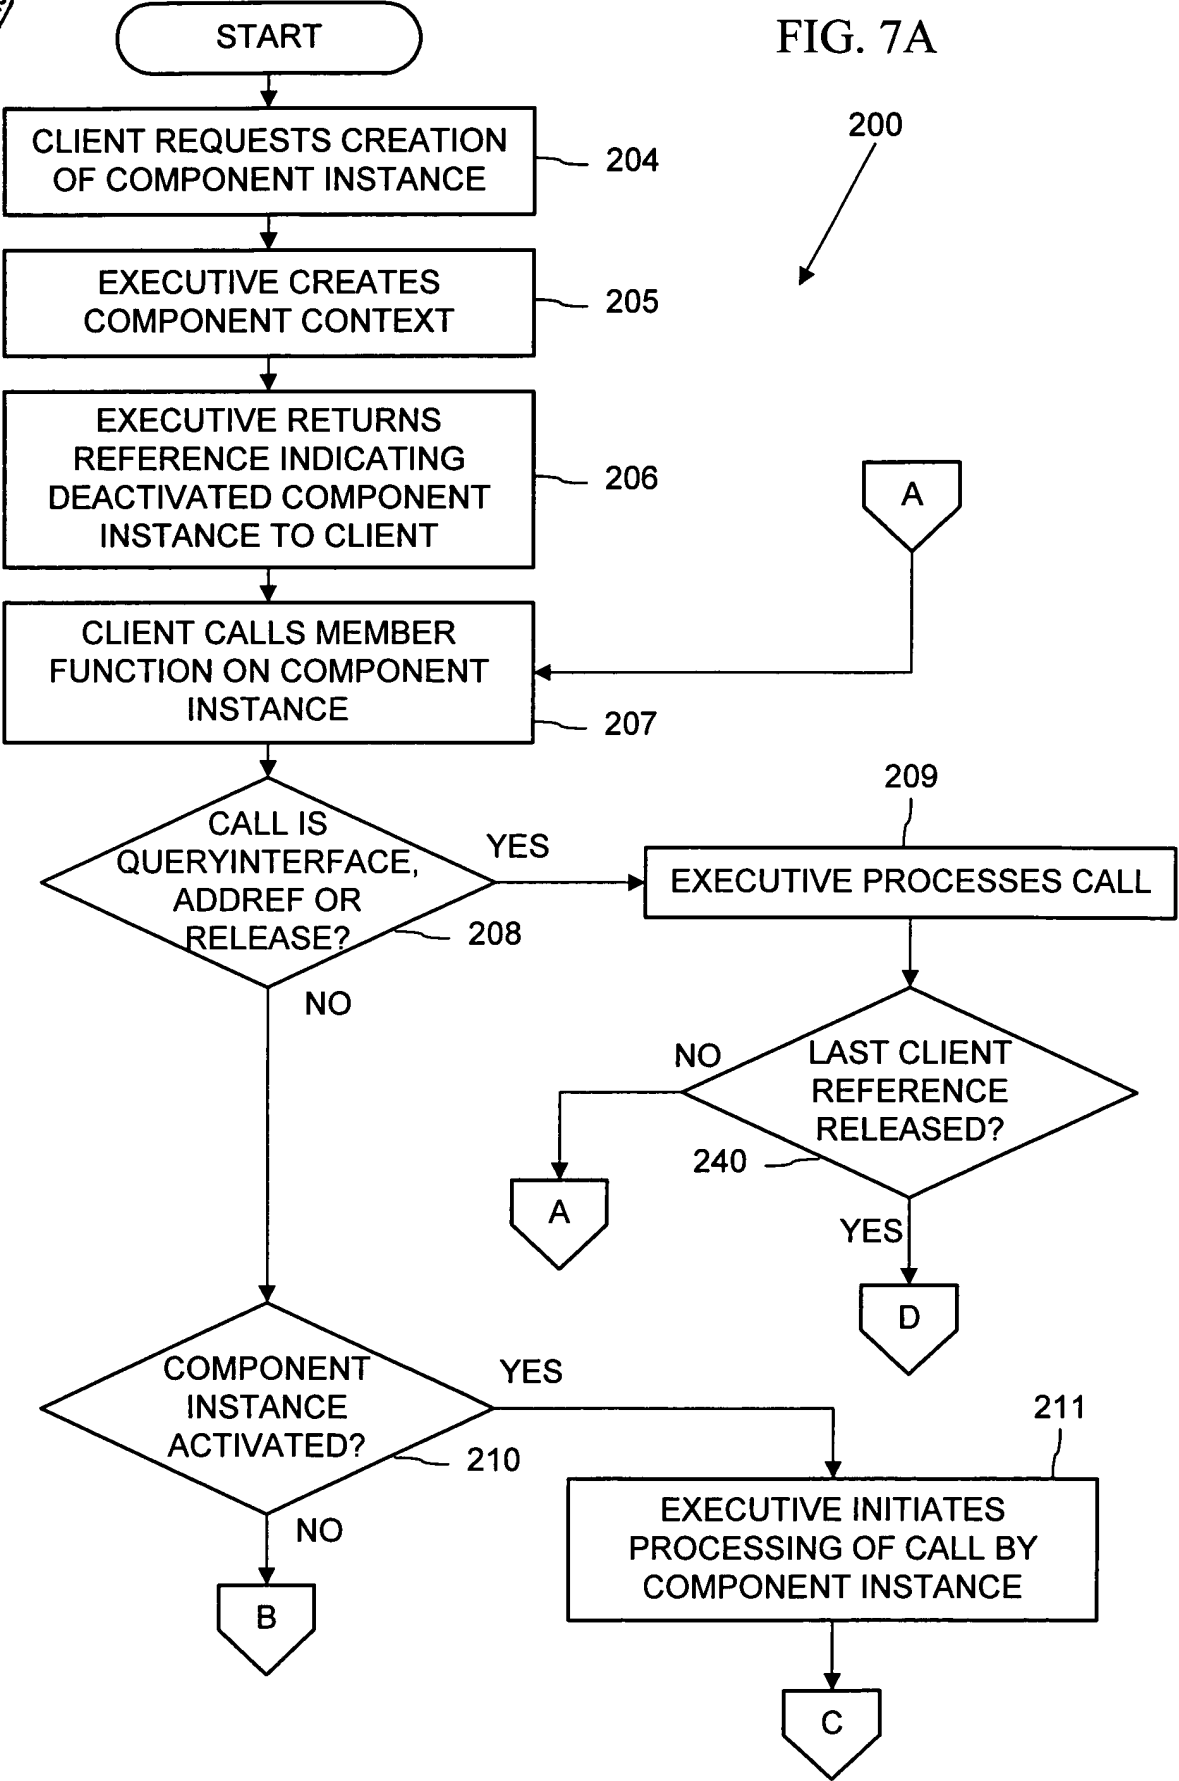 START
FIG. 7A
200
CLIENT REQUESTS CREATION
OF COMPONENT INSTANCE
204
EXECUTIVE CREATES
COMPONENT CONTEXT
205
EXECUTIVE RETURNS
REFERENCE INDICATING
DEACTIVATED COMPONENT
INSTANCE TO CLIENT
206
A
CLIENT CALLS MEMBER
FUNCTION ON COMPONENT
INSTANCE
207
CALL IS
QUERYINTERFACE,
ADDREF OR
RELEASE?
208
YES
NO
209
EXECUTIVE PROCESSES CALL
LAST CLIENT
REFERENCE
RELEASED?
240
NO
A
YES
D
COMPONENT
INSTANCE
ACTIVATED?
210
YES
NO
B
211
EXECUTIVE INITIATES
PROCESSING OF CALL BY
COMPONENT INSTANCE
C